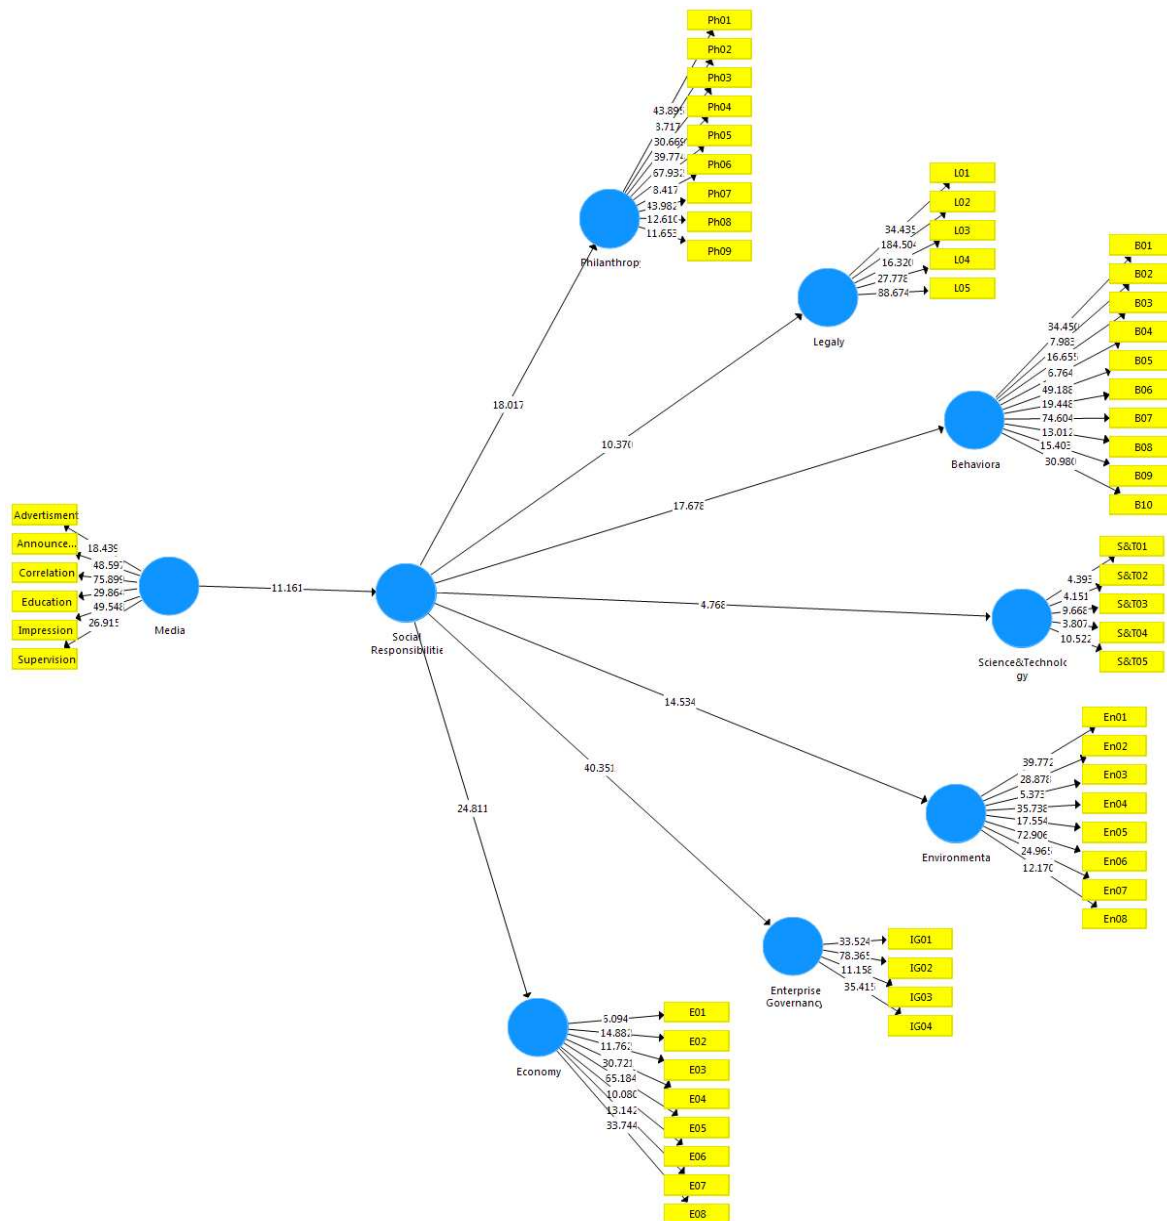 Ph01
Ph02
Ph03
Ph04
Ph05
Ph06
Ph07
Ph08
Ph09
43.895
3.717
30.669
39.774
67.932
8.417
43.982
12.610
11.653
Philanthropy
L01
L02
L03
L04
L05
34.435
184.504
16.320
27.778
88.674
Legaly
B01
B02
B03
B04
B05
B06
B07
B08
B09
B10
34.450
7.983
16.655
6.764
49.188
19.448
74.604
13.012
15.403
30.980
Behaviora
18.017
10.370
17.678
Advertisment
Announce...
Correlation
Education
Impression
Supervision
18.439
48.597
75.899
29.864
49.548
26.915
Media
11.161
Social
Responsibilitie
4.768
S&T01
S&T02
S&T03
S&T04
S&T05
4.393
4.151
9.668
3.807
10.522
Science&Technolo
gy
14.534
40.351
24.811
En01
En02
En03
En04
En05
En06
En07
En08
39.772
28.878
5.373
35.738
17.554
72.906
24.965
12.170
Environmenta
IG01
IG02
IG03
IG04
33.524
78.365
11.158
35.415
Enterprise
Governancy
E01
E02
E03
E04
E05
E06
E07
E08
14.882
11.762
30.721
65.184
10.080
13.142
33.744
Economy